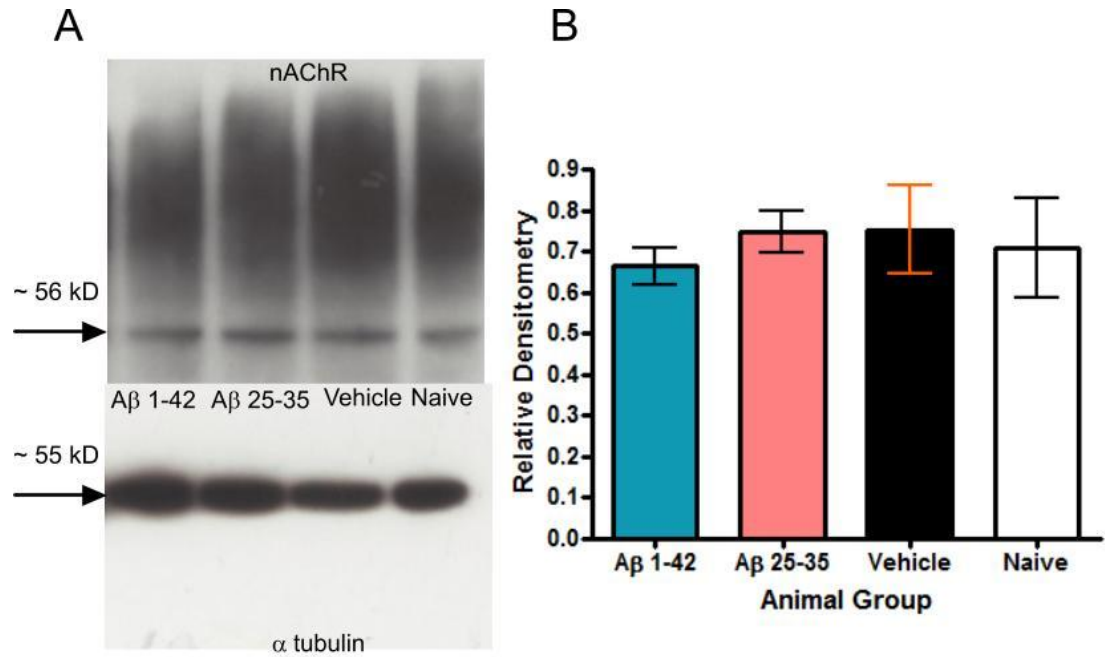 A
nAChR
~ 56 kD
Aβ 1-42 Aβ 25-35 Vehicle Naive
~ 55 kD
α tubulin
B
Relative Densitometry
0.9
0.8
0.7
0.6
0.5
0.4
0.3
0.2
0.1
0.0
Aβ 1-42 Aβ 25-35 Vehicle Naive
Animal Group